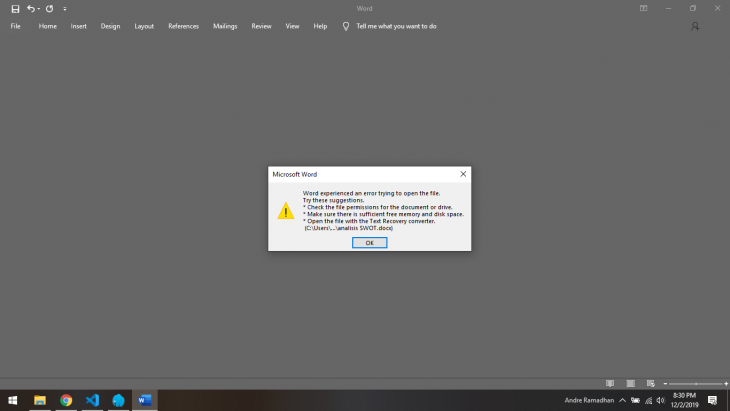 Word
File Home Insert Design Layout References Mailings Review View Help Tell me what you want to do
Microsoft Word
Word experienced an error trying to open the file.
Try these suggestions.
* Check the file permissions for the document or drive.
* Make sure there is sufficient free memory and disk space.
* Open the file with the Text Recovery converter.
(C:\Users\...\analisis SWOT.docx)
OK
Andre Ramadhan
8:30 PM
12/2/2019